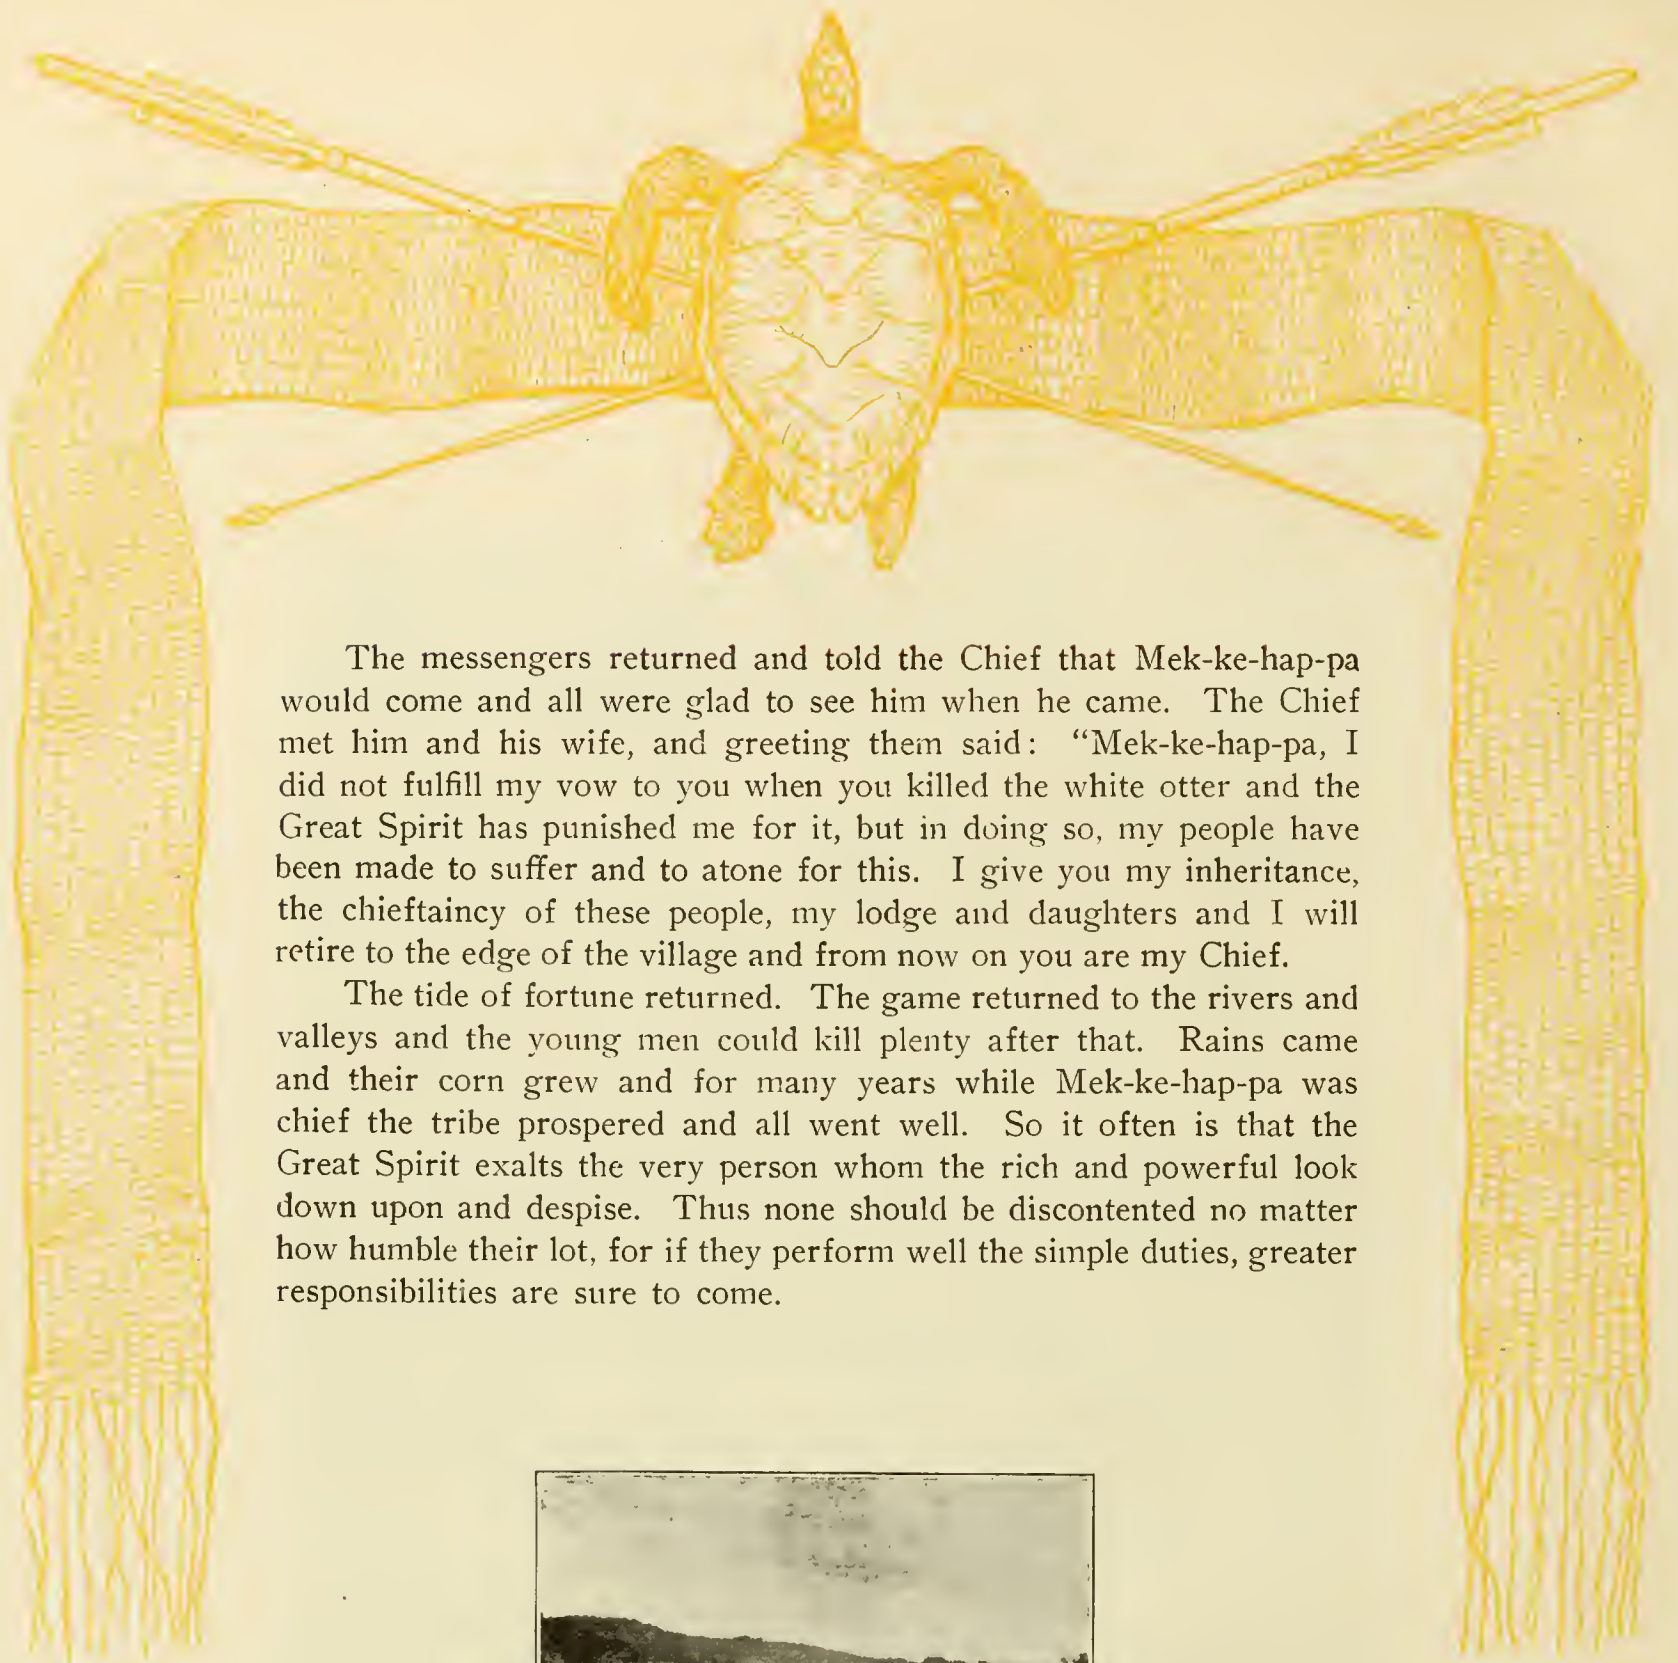 The messengers returned and told the Chief that Mek-ke-hap-pa
would come and all were glad to see him when he came. The Chief
met him and his wife, and greeting them said: “Mek-ke-hap-pa, I
did not fulfill my vow to you when you killed the white otter and the
Great Spirit has punished me for it, but in doing so, my people have
been made to suffer and to atone for this. I give you my inheritance,
the chieftaincy of these people, my lodge and daughters and I will
retire to the edge of the village and from now on you are my Chief.
The tide of fortune returned. The game returned to the rivers and
valleys and the young men could kill plenty after that. Rains came
and their corn grew and for many years while Mek-ke-hap-pa was
chief the tribe prospered and all went well. So it often is that the
Great Spirit exalts the very person whom the rich and powerful look
down upon and despise. Thus none should be discontented no matter
how humble their lot, for if they perform well the simple duties, greater
responsibilities are sure to come.